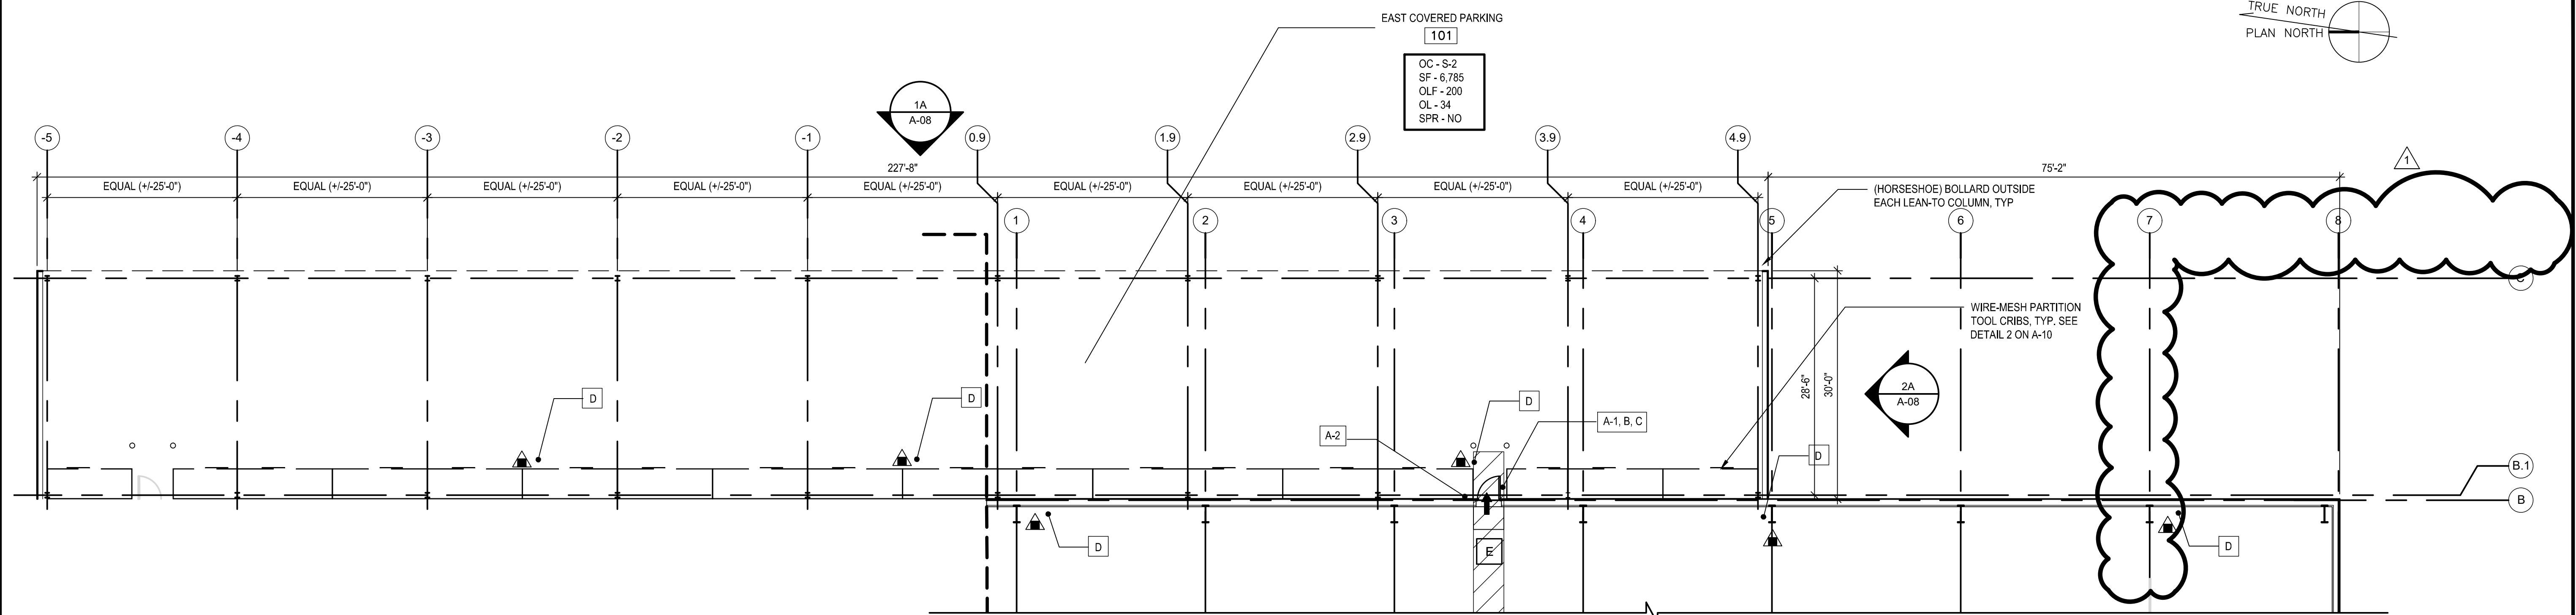 EAST COVERED PARKING
101
OC - S-2
SF - 6,785
OLF - 200
OL - 34
SPR - NO
TRUE NORTH
PLAN NORTH
1A
A-08
-5
-4
-3
-2
-1
0.9
1.9
2.9
3.9
4.9
1
227'-8"
75'-2"
EQUAL (+/-25'-0")
EQUAL (+/-25'-0")
EQUAL (+/-25'-0")
EQUAL (+/-25'-0")
EQUAL (+/-25'-0")
EQUAL (+/-25'-0")
EQUAL (+/-25'-0")
EQUAL (+/-25'-0")
EQUAL (+/-25'-0")
(HORSESHOE) BOLLARD OUTSIDE
EACH LEAN-TO COLUMN, TYP
1
2
3
4
5
6
7
8
C
WIRE-MESH PARTITION
TOOL CRIBS, TYP. SEE
DETAIL 2 ON A-10
28'-6"
30'-0"
2A
A-08
D
D
D
A-1, B, C
A-2
D
B.1
B
D
E
D